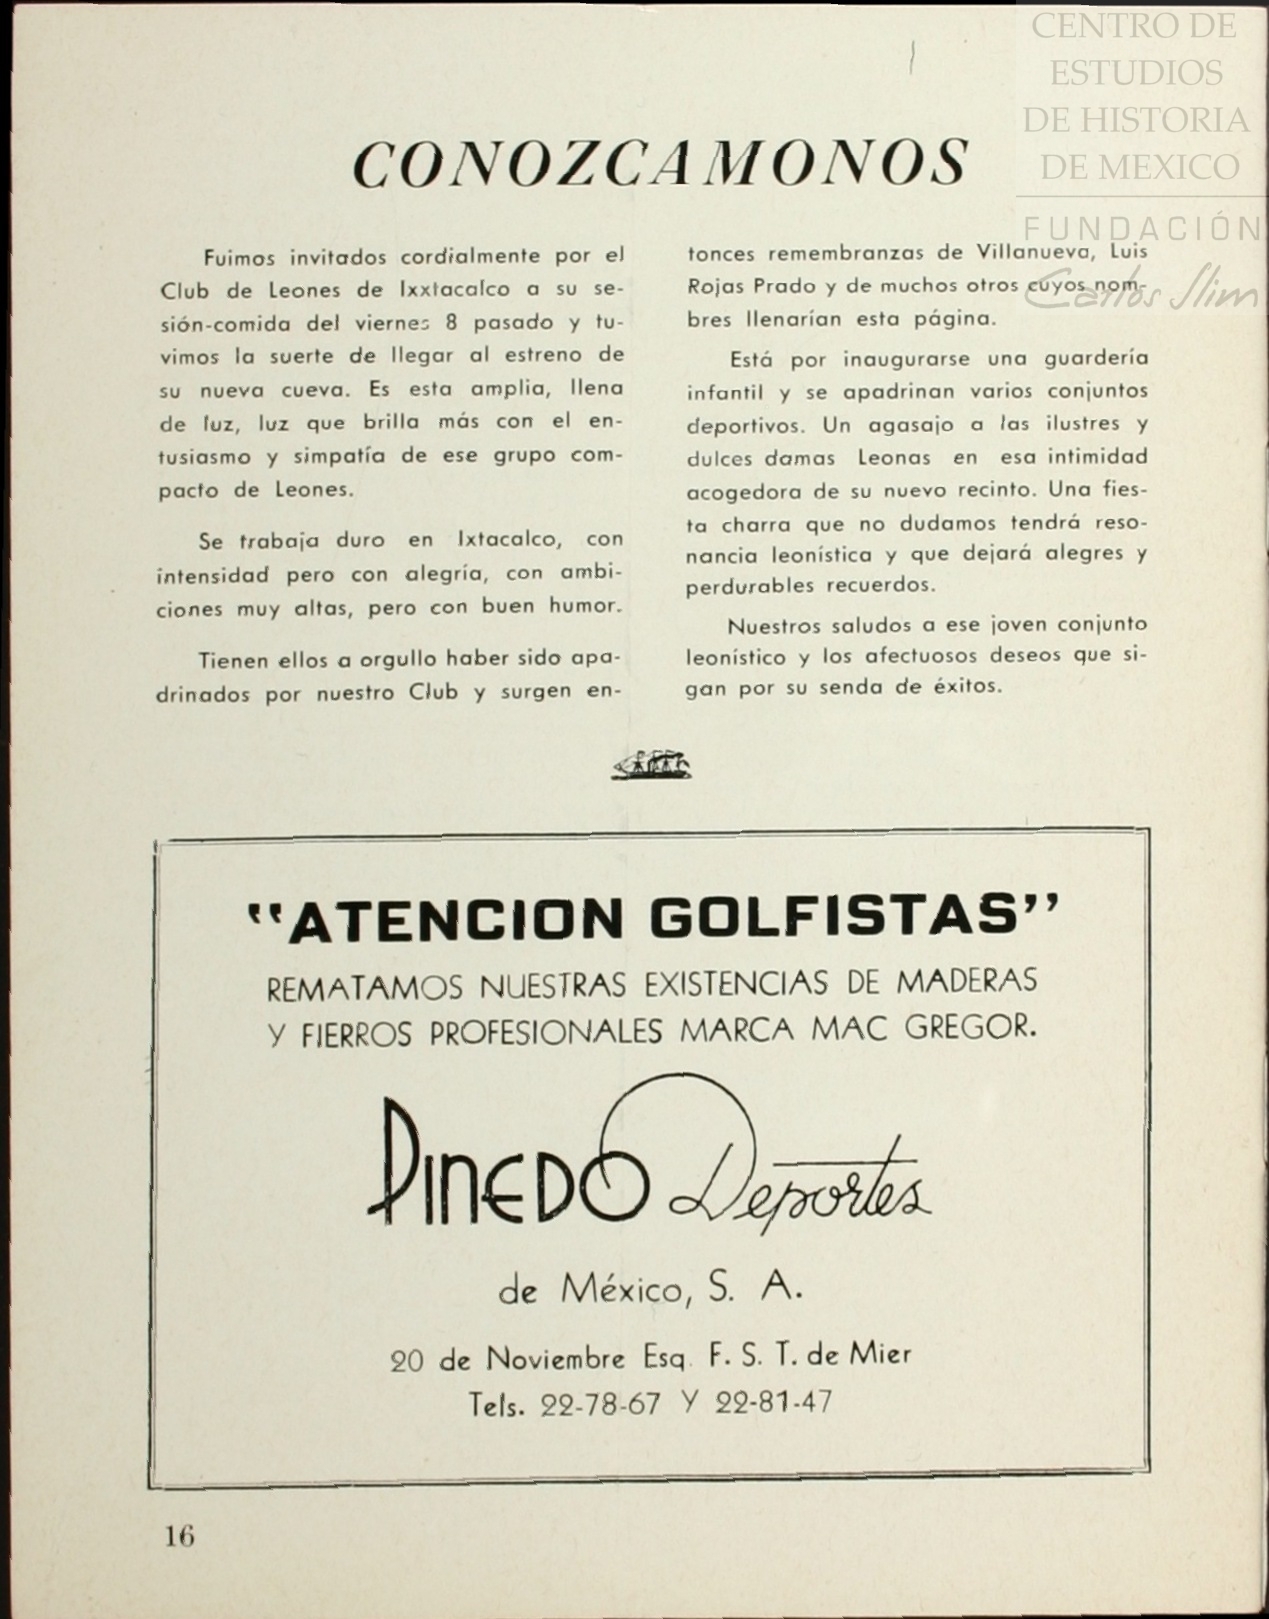 CENTRO DE
ESTUDIOS
DE HISTORIA
DE MEXICO
FUNDACIÓN
Carlos Slim
CONOZCAMONOS
Fuimos invitados cordialmente por el
Club de Leones de Ixxtacalco a su se-
sión-comida del viernes 8 pasado y tu-
vimos la suerte de llegar al estreno de
su nueva cueva. Es esta amplia, llena
de luz, luz que brilla más con el en-
tusiasmo y simpatía de ese grupo com-
pacto de Leones.
Se trabaja duro en Ixtacalco, con
intensidad pero con alegría, con ambi-
ciones muy altas, pero con buen humor.
Tienen ellos a orgullo haber sido apa-
drinados por nuestro Club y surgen en-
tonces remembranzas de Villanueva, Luis
Rojas Prado y de muchos otros cuyos nom-
bres llenarían esta página.
Está por inaugurarse una guardería
infantil y se apadrinan varios conjuntos
deportivos. Un agasajo a las ilustres y
dulces damas Leonas en esa intimidad
acogedora de su nuevo recinto. Una fies-
ta charra que no dudamos tendrá reso-
nancia leonística y que dejará alegres y
perdurables recuerdos.
Nuestros saludos a ese joven conjunto
leonístico y los afectuosos deseos que si-
gan por su senda de éxitos.
"ATENCION GOLFISTAS"
REMATAMOS NUESTRAS EXISTENCIAS DE MADERAS
Y FIERROS PROFESIONALES MARCA MAC GREGOR.
PINEDO Deportes
de México, S. A.
20 de Noviembre Esq. F. S. T. de Mier
Tels. 22-78-67 Y 22-81-47
16